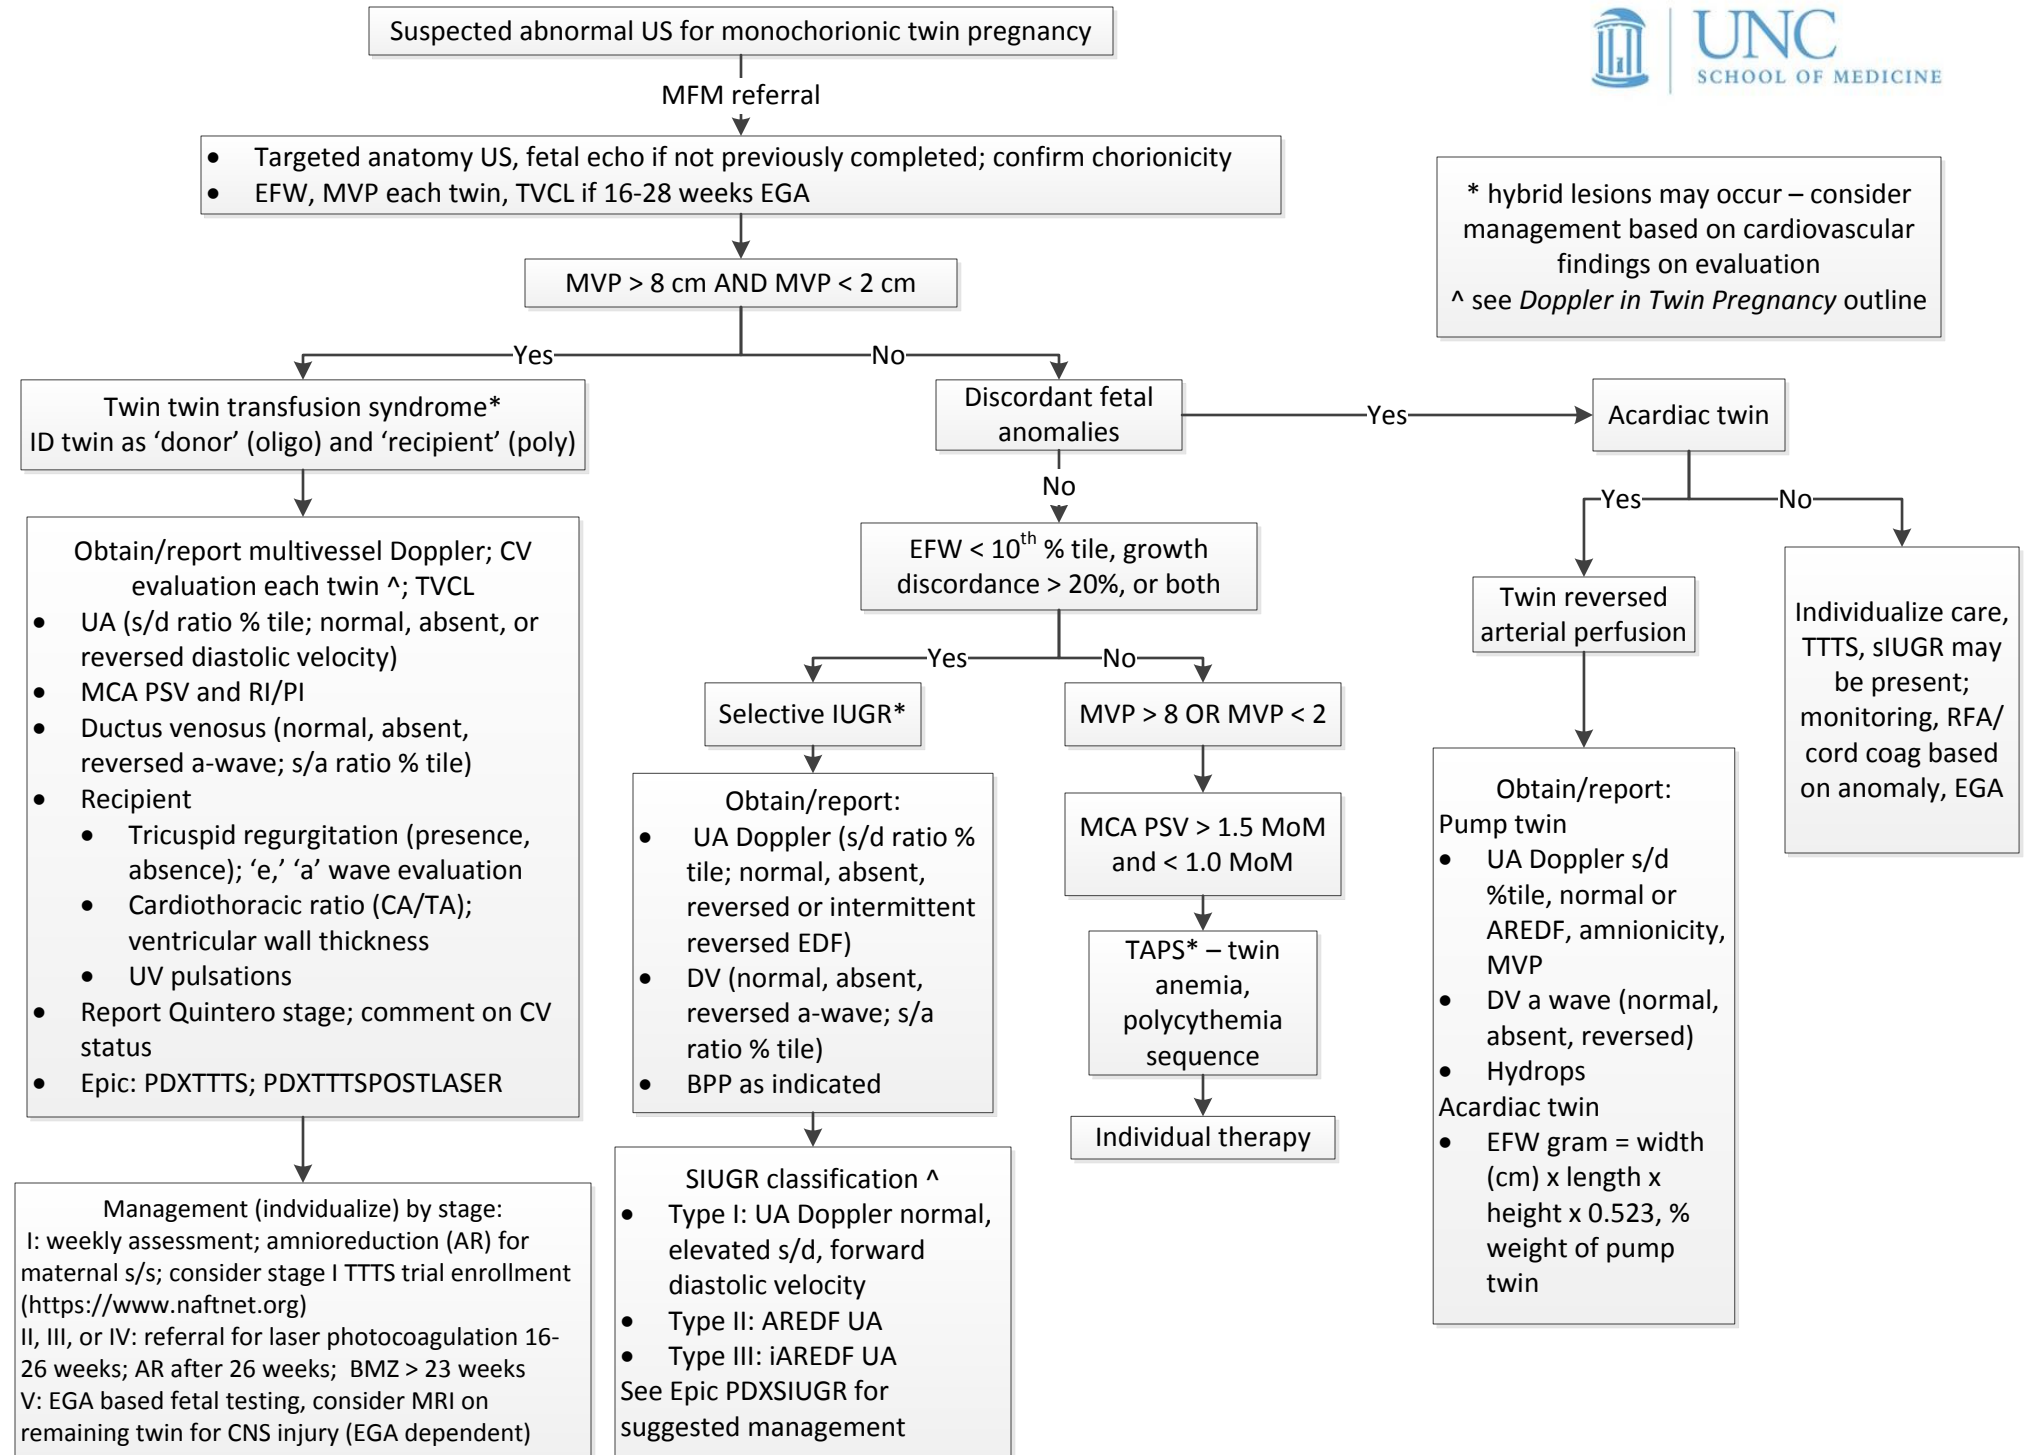 Suspected abnormal US for monochorionic twin pregnancy
UNC
SCHOOL OF MEDICINE
MFM referral
• Targeted anatomy US, fetal echo if not previously completed; confirm chorionicity
• EFW, MVP each twin, TVCL if 16-28 weeks EGA
* hybrid lesions may occur – consider
management based on cardiovascular
findings on evaluation
^ see Doppler in Twin Pregnancy outline
MVP > 8 cm AND MVP < 2 cm
Yes
No
Twin twin transfusion syndrome*
ID twin as ‘donor’ (oligo) and ‘recipient’ (poly)
Obtain/report multivessel Doppler; CV
evaluation each twin ^; TVCL
• UA (s/d ratio % tile; normal, absent, or
reversed diastolic velocity)
• MCA PSV and RI/PI
• Ductus venosus (normal, absent,
reversed a-wave; s/a ratio % tile)
• Recipient
• Tricuspid regurgitation (presence,
absence); ‘e,’ ‘a’ wave evaluation
• Cardiothoracic ratio (CA/TA);
ventricular wall thickness
• UV pulsations
• Report Quintero stage; comment on CV
status
• Epic: PDXTTTS; PDXTTTSPOSTLASER
Management (indvidualize) by stage:
I: weekly assessment; amnioreduction (AR) for
maternal s/s; consider stage I TTTS trial enrollment
(https://www.naftnet.org)
II, III, or IV: referral for laser photocoagulation 16-
26 weeks; AR after 26 weeks; BMZ > 23 weeks
V: EGA based fetal testing, consider MRI on
remaining twin for CNS injury (EGA dependent)
Discordant fetal
anomalies
Yes
No
EFW < 10th % tile, growth
discordance > 20%, or both
Yes
No
Selective IUGR*
Obtain/report:
• UA Doppler (s/d ratio %
tile; normal, absent,
reversed or intermittent
reversed EDF)
• DV (normal, absent,
reversed a-wave; s/a
ratio % tile)
• BPP as indicated
SIUGR classification ^
• Type I: UA Doppler normal,
elevated s/d, forward
diastolic velocity
• Type II: AREDF UA
• Type III: iAREDF UA
See Epic PDXSIUGR for
suggested management
MVP > 8 OR MVP < 2
MCA PSV > 1.5 MoM
and < 1.0 MoM
TAPS* – twin
anemia,
polycythemia
sequence
Individual therapy
Acardiac twin
Yes
No
Twin reversed
arterial perfusion
Obtain/report:
Pump twin
• UA Doppler s/d
%tile, normal or
AREDF, amnionicity,
MVP
• DV a wave (normal,
absent, reversed)
• Hydrops
Acardiac twin
• EFW gram = width
(cm) x length x
height x 0.523, %
weight of pump
twin
Individualize care,
TTTS, sIUGR may
be present;
monitoring, RFA/
cord coag based
on anomaly, EGA